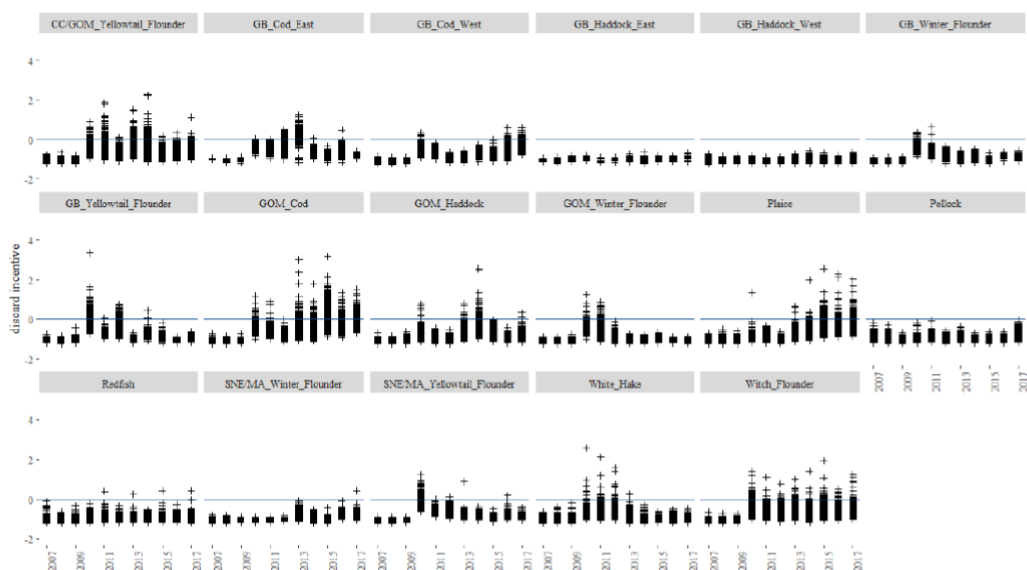 CC/GOM_Yellowtail_Flounder GB_Cod_East GB_Cod_West GB_Haddock_East GB_Haddock_West GB_Winter_Flounder
4
2
0
-2
GB_Yellowtail_Flounder GOM_Cod GOM_Haddock GOM_Winter_Flounder Plaice Pollock
discard incentive
4
2
0
-2
2007 2009 2011 2013 2015 2017
Redfish SNE/MA_Winter_Flounder SNE/MA_Yellowtail_Flounder White_Hake Witch_Flounder
4
2
0
-2
2007 2009 2011 2013 2015 2017 2007 2009 2011 2013 2015 2017 2007 2009 2011 2013 2015 2017 2007 2009 2011 2013 2015 2017 2007 2009 2011 2013 2015 2017